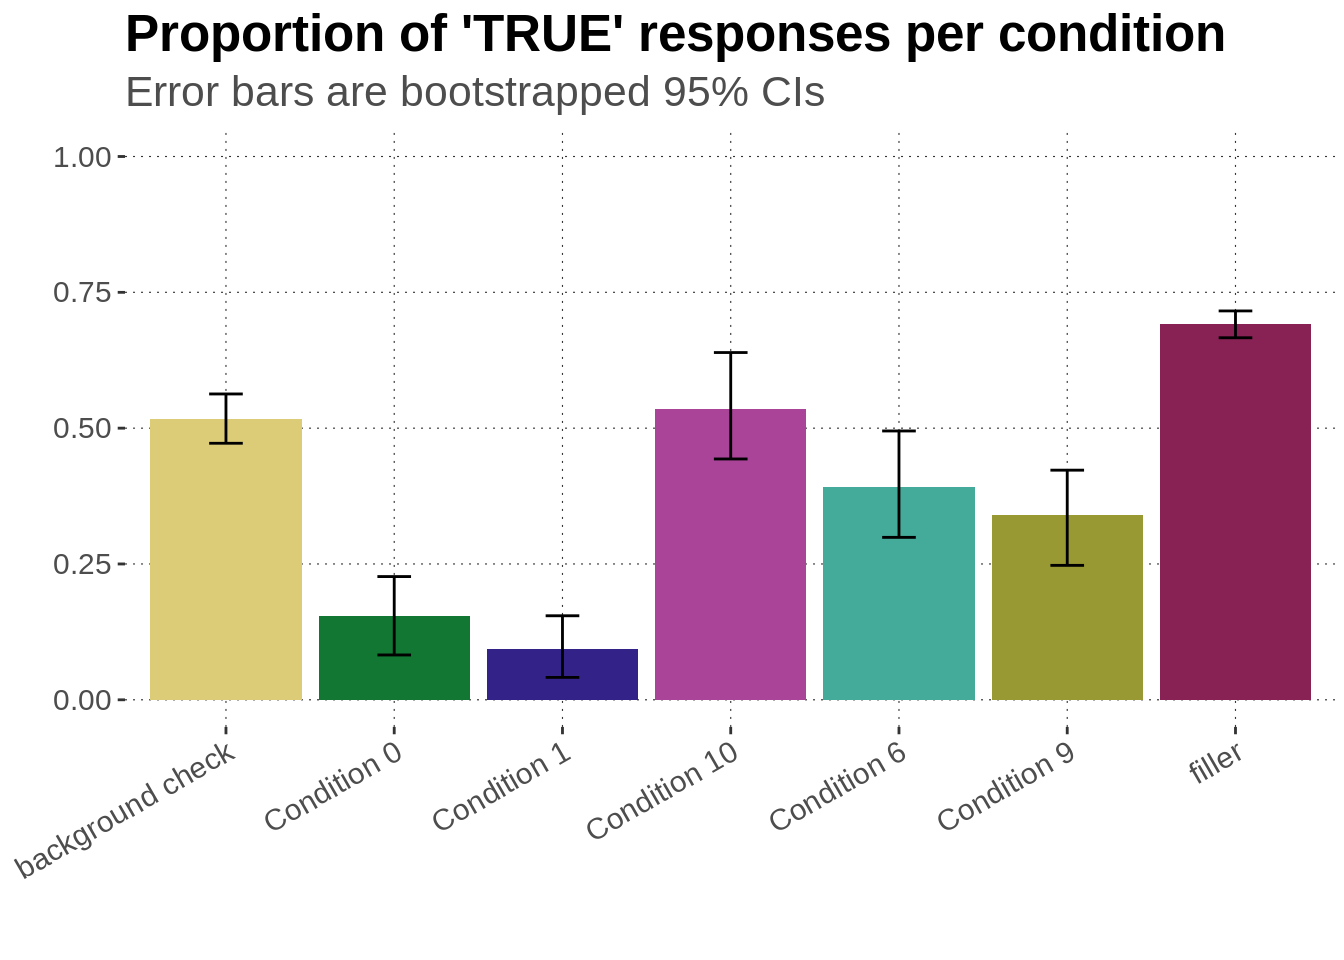 Proportion of 'TRUE' responses per condition
Error bars are bootstrapped 95% CIs
1.00
0.75
0.50
0.25
0.00
background check
Condition 0
Condition 1
Condition 10
Condition 6
Condition 9
filler